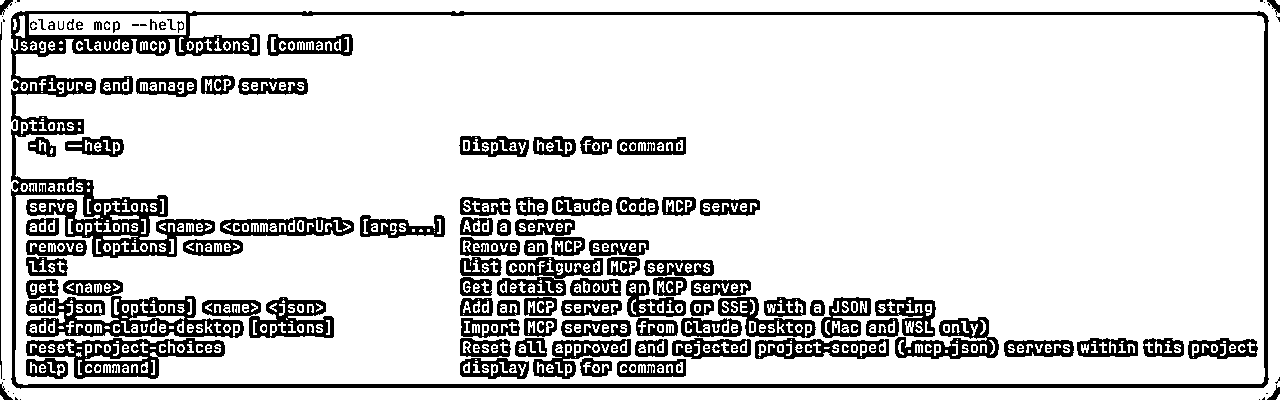 ❯ claude mcp --help
Usage: claude mcp [options] [command]
Configure and manage MCP servers
Options:
-h, --help Display help for command
Commands:
serve [options] Start the Claude Code MCP server
add [options] <name> <commandOrUrl> [args...] Add a server
remove [options] <name> Remove an MCP server
list List configured MCP servers
get <name> Get details about an MCP server
add-json [options] <name> <json> Add an MCP server (stdio or SSE) with a JSON string
add-from-claude-desktop [options] Import MCP servers from Claude Desktop (Mac and WSL only)
reset-project-choices Reset all approved and rejected project-scoped (.mcp.json) servers within this project
help [command] display help for command